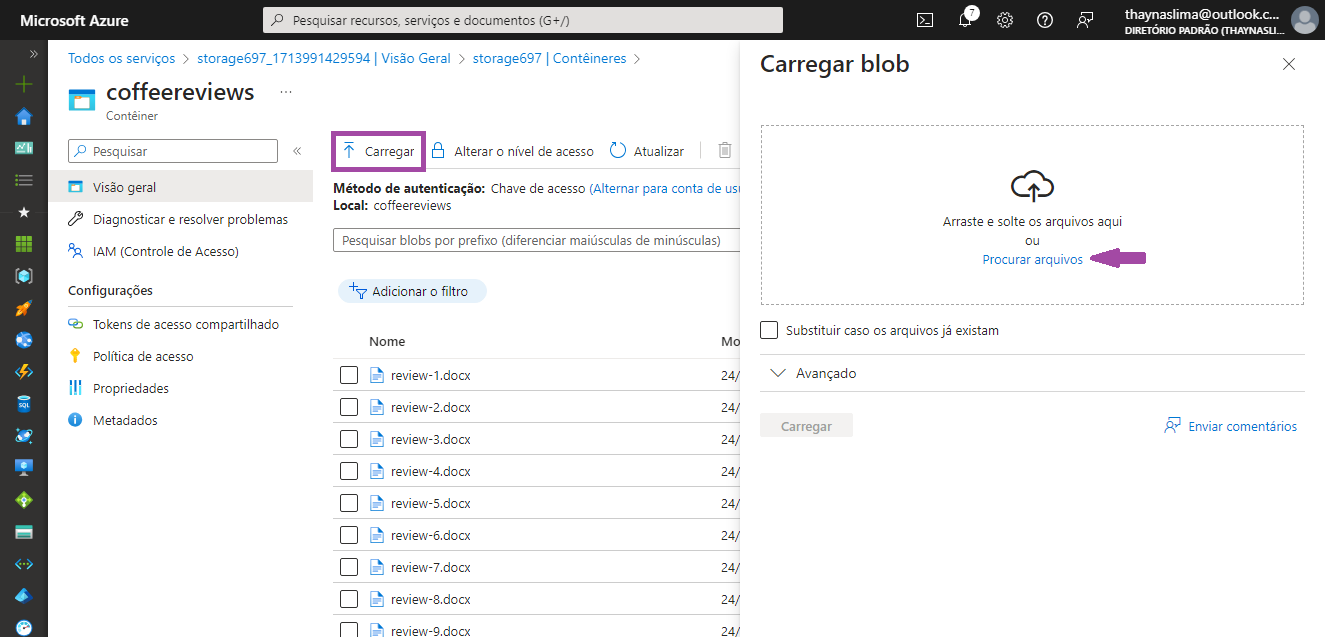 Microsoft Azure
Pesquisar recursos, serviços e documentos (G+/)
7
thaynaslima@outlook.c...
DIRETÓRIO PADRÃO (THAYNASLI...
Todos os serviços > storage697_1713991429594 | Visão Geral > storage697 | Contêineres >
coffeereviews ...
Contêiner
Pesquisar
«
Visão geral
Diagnosticar e resolver problemas
IAM (Controle de Acesso)
Configurações
Tokens de acesso compartilhado
Política de acesso
Propriedades
Metadados
Carregar
Alterar o nível de acesso
Atualizar
Método de autenticação: Chave de acesso (Alternar para conta de usu
Local: coffeereviews
Pesquisar blobs por prefixo (diferenciar maiúsculas de minúsculas)
Adicionar o filtro
Nome Mo
review-1.docx 24/
review-2.docx 24/
review-3.docx 24/
review-4.docx 24/
review-5.docx 24/
review-6.docx 24/
review-7.docx 24/
review-8.docx 24/
review-9.docx 24/
Carregar blob
Arraste e solte os arquivos aqui
ou
Procurar arquivos
Substituir caso os arquivos já existam
Avançado
Carregar
Enviar comentários
SQL